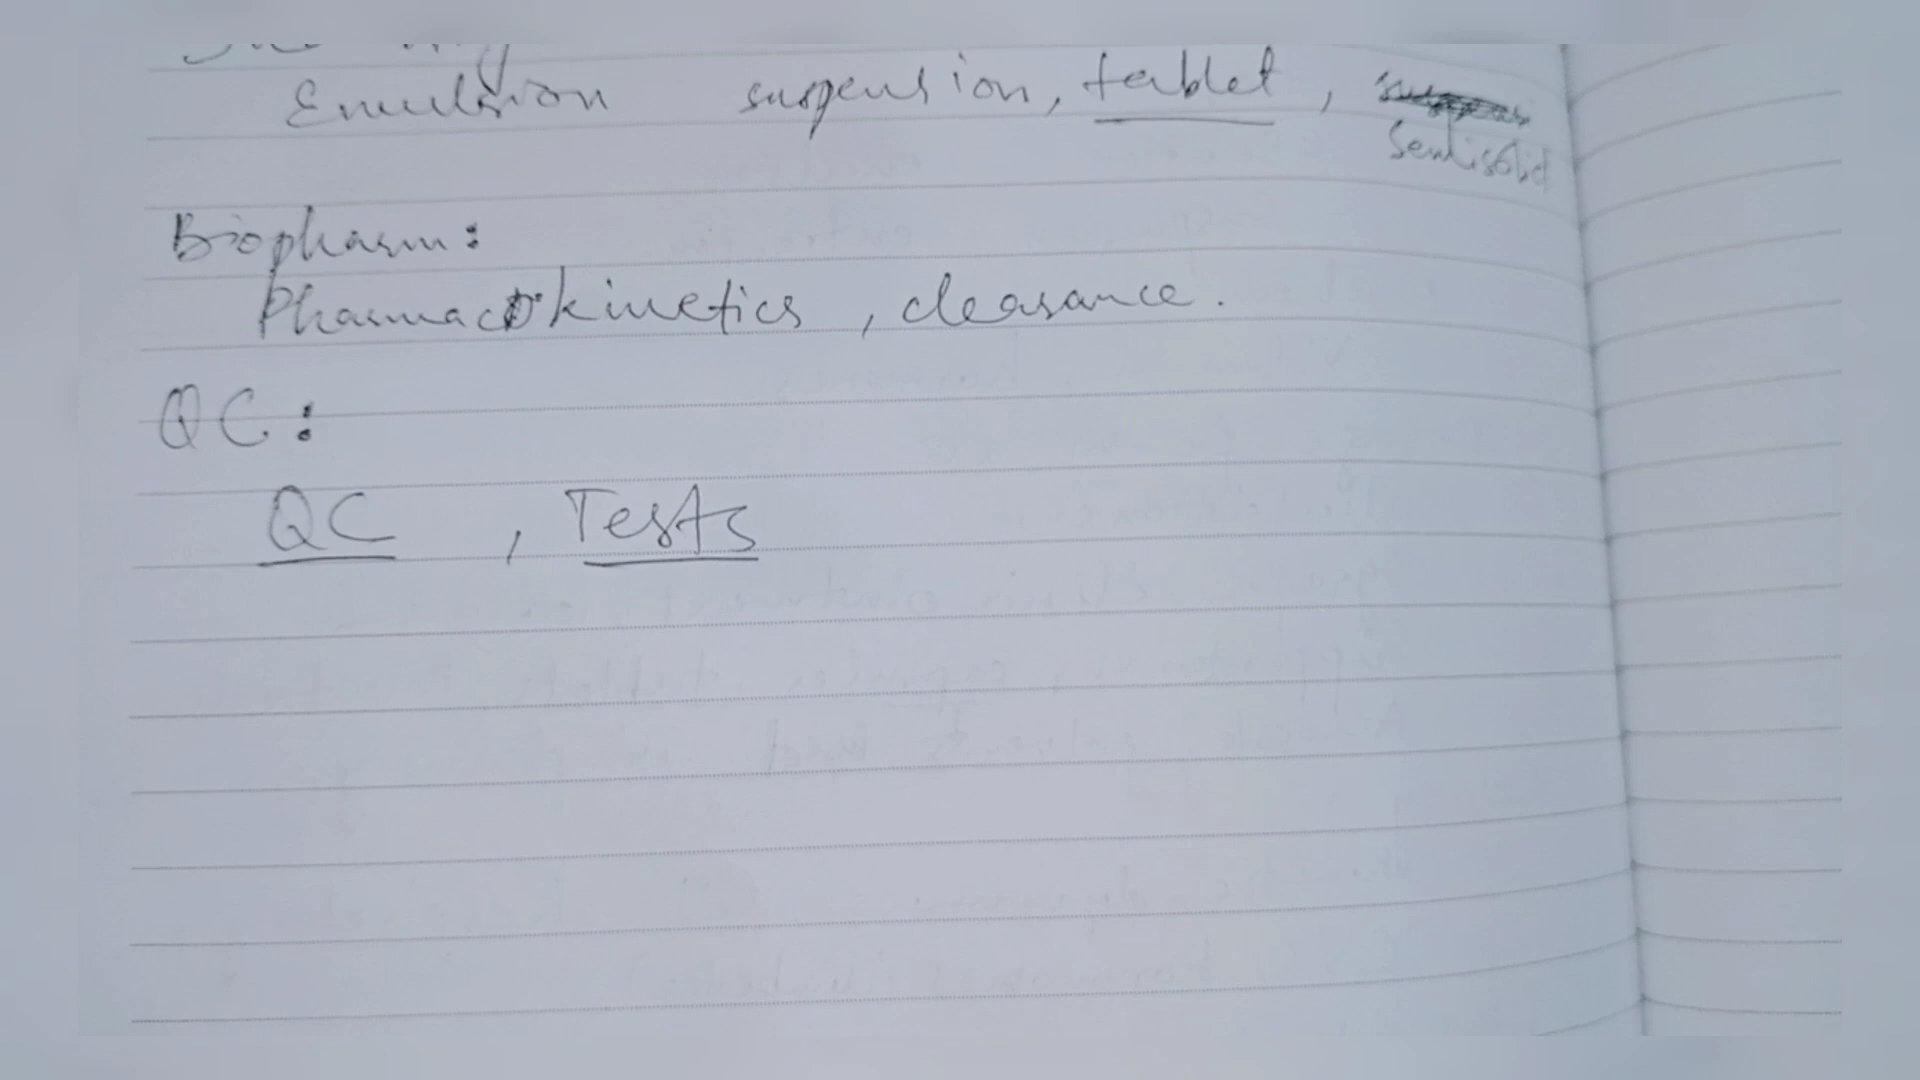 Emulsion suspension, tablet,
Semisolid
Biopharm:
Pharmacokinetics, clearance.
QC:
QC, Tests